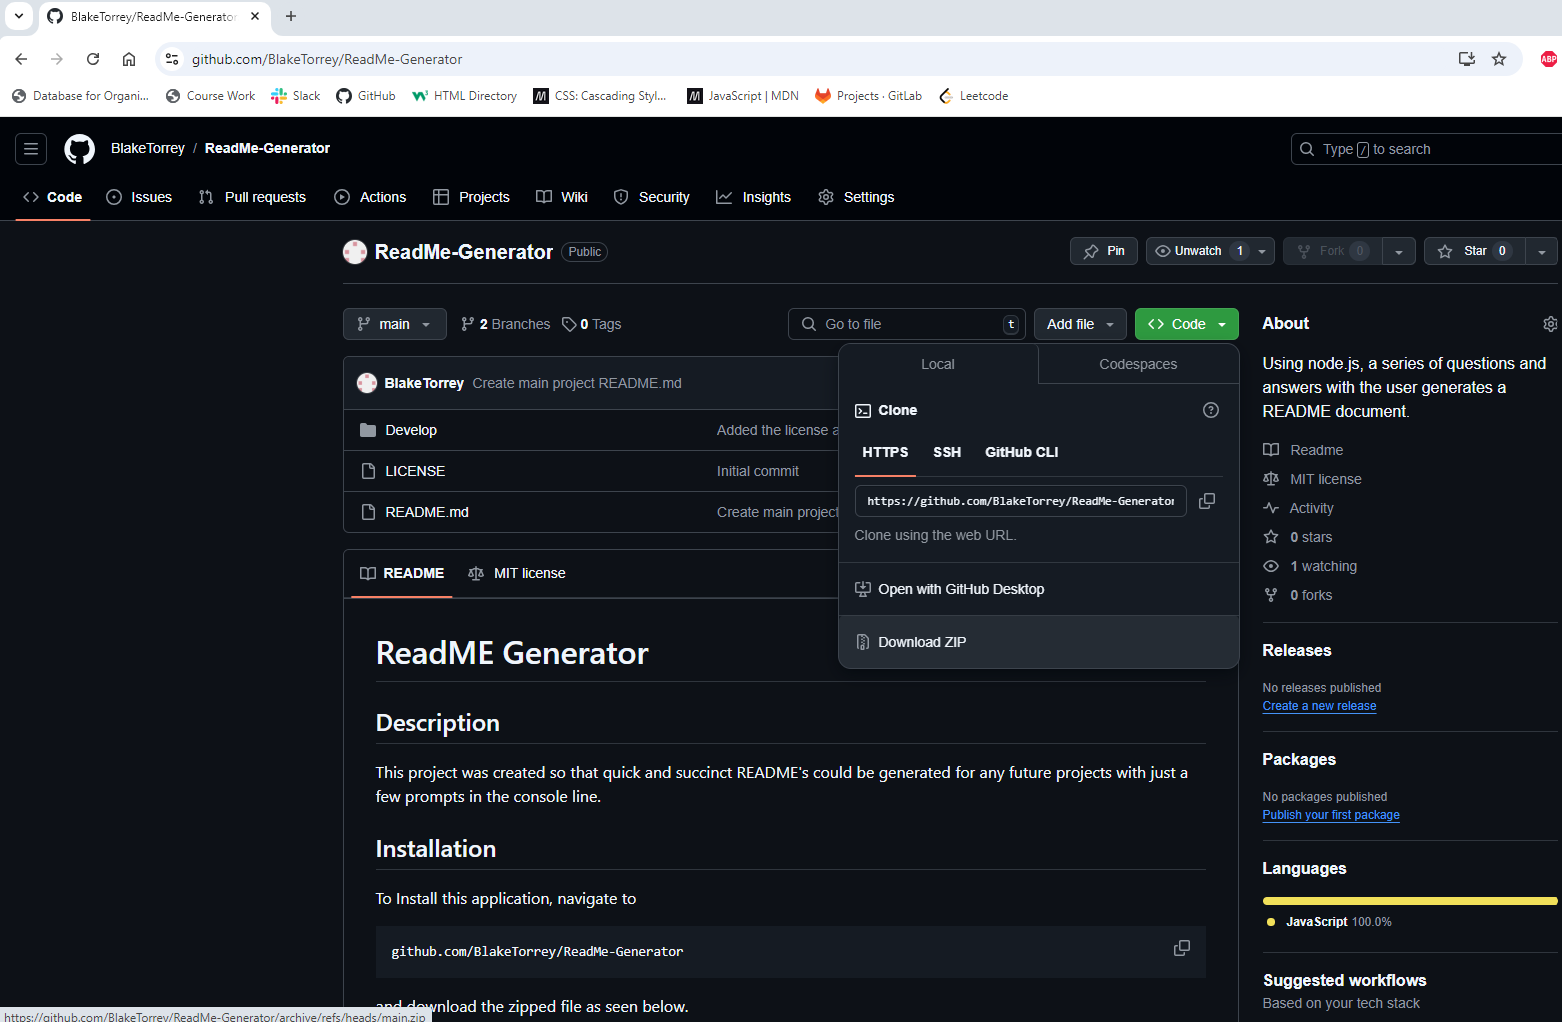 BlakeTorrey/ReadMe-Generator
github.com/BlakeTorrey/ReadMe-Generator
ABP
Database for Organi...
Course Work
Slack
GitHub
HTML Directory
CSS: Cascading Styl...
JavaScript | MDN
Projects · GitLab
Leetcode
BlakeTorrey / ReadMe-Generator
Type / to search
Code
Issues
Pull requests
Actions
Projects
Wiki
Security
Insights
Settings
ReadMe-Generator Public
Pin
Unwatch 1
Fork 0
Star 0
main
2 Branches
0 Tags
Go to file t
Add file
Code
Local
Codespaces
Clone
HTTPS
SSH
GitHub CLI
https://github.com/BlakeTorrey/ReadMe-Generator
Clone using the web URL.
Open with GitHub Desktop
Download ZIP
BlakeTorrey Create main project README.md
Develop Added the license a
LICENSE Initial commit
README.md Create main project
README
MIT license
ReadME Generator
Description
This project was created so that quick and succinct README's could be generated for any future projects with just a
few prompts in the console line.
Installation
To Install this application, navigate to
github.com/BlakeTorrey/ReadMe-Generator
and download the zipped file as seen below.
https://github.com/BlakeTorrey/ReadMe-Generator/archive/refs/heads/main.zip
About
Using node.js, a series of questions and
answers with the user generates a
README document.
Readme
MIT license
Activity
0 stars
1 watching
0 forks
Releases
No releases published
Create a new release
Packages
No packages published
Publish your first package
Languages
JavaScript 100.0%
Suggested workflows
Based on your tech stack